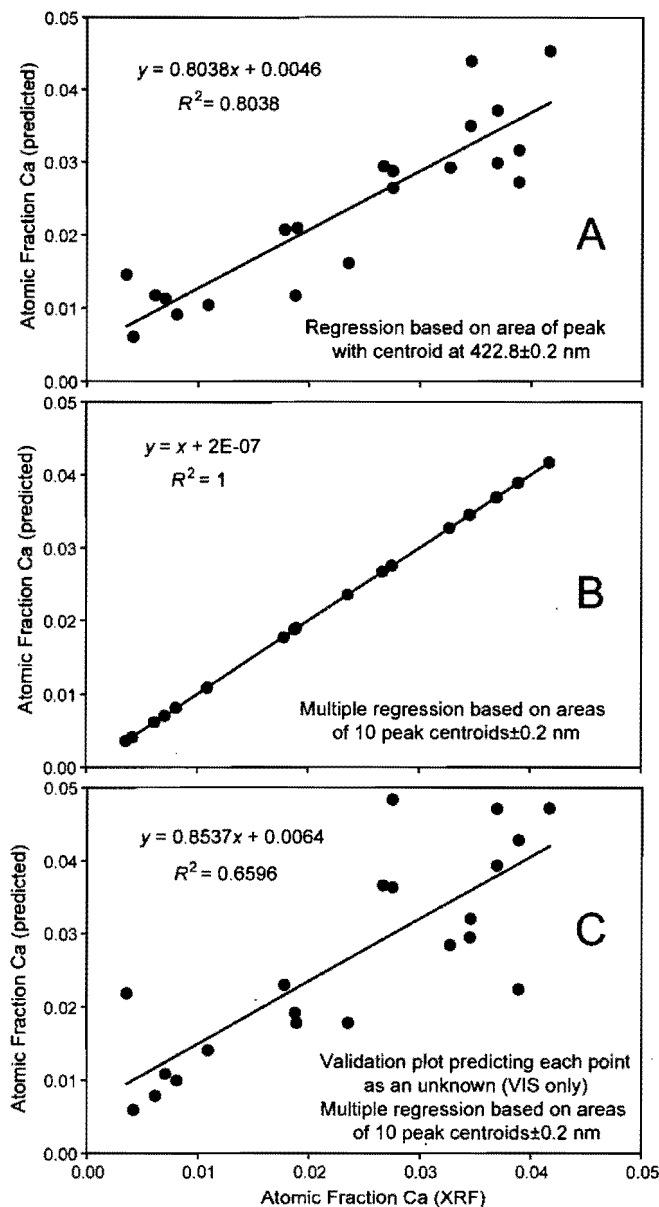 0.05
y = 0.8038x + 0.0046
R² = 0.8038
0.04
0.03
Atomic Fraction Ca (predicted)
0.02
A
0.01
Regression based on area of peak
with centroid at 422.8±0.2 nm
0.00
0.05
y = x + 2E-07
R² = 1
0.04
0.03
Atomic Fraction Ca (predicted)
B
0.02
0.01
Multiple regression based on areas
of 10 peak centroids±0.2 nm
0.00
0.05
y = 0.8537x + 0.0064
R² = 0.6596
0.04
0.03
Atomic Fraction Ca (predicted)
C
0.02
Validation plot predicting each point
as an unknown (VIS only)
0.01
Multiple regression based on areas
of 10 peak centroids±0.2 nm
0.00
0.00 0.01 0.02 0.03 0.04 0.05
Atomic Fraction Ca (XRF)